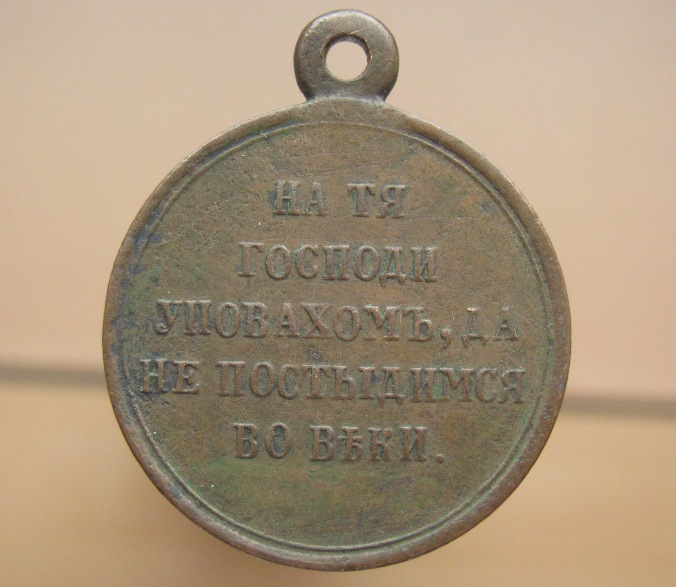 НА ТЯ
ГОСПОДИ
УПОВАХОМЪ, ДА
НЕ ПОСТЫДИМСЯ
ВО ВѢКИ.